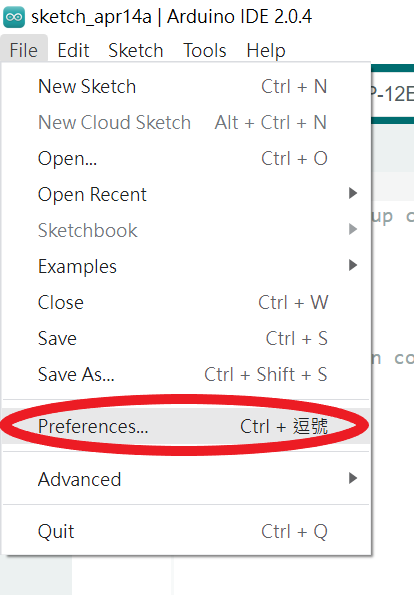 sketch_apr14a | Arduino IDE 2.0.4
File Edit Sketch Tools Help
New Sketch Ctrl + N
New Cloud Sketch Alt + Ctrl + N
Open... Ctrl + O
Open Recent
Sketchbook
Examples
Close Ctrl + W
Save Ctrl + S
Save As... Ctrl + Shift + S
Preferences... Ctrl + 逗號
Advanced
Quit Ctrl + Q
P-12E
up c
n co